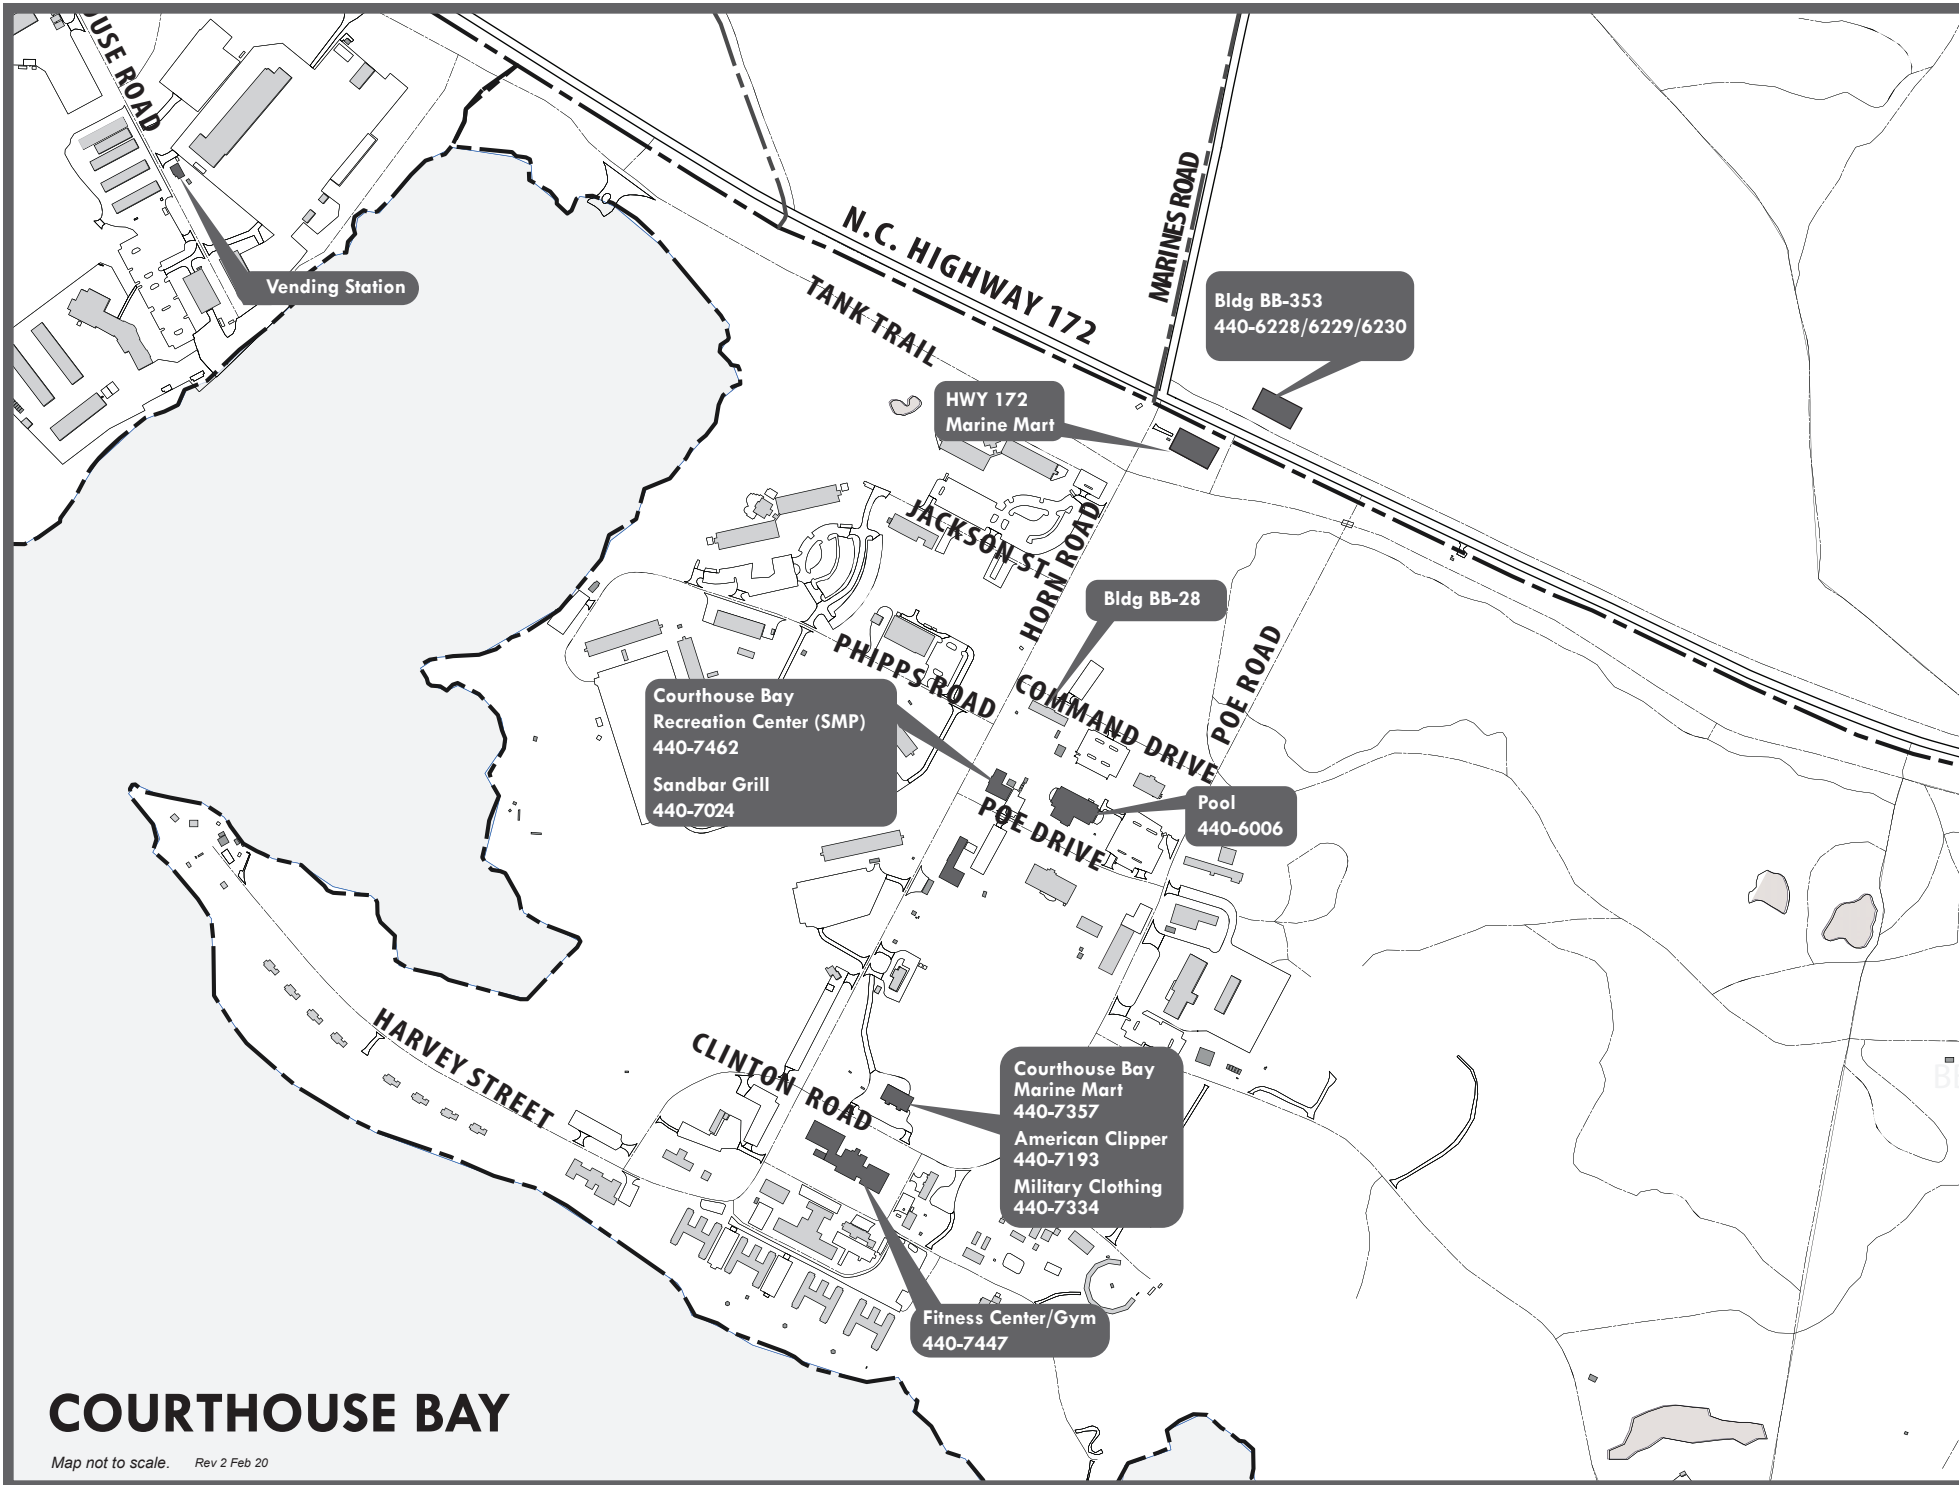 OUSE ROAD
Vending Station
N.C. HIGHWAY 172
TANK TRAIL
MARINES ROAD
Bldg BB-353
440-6228/6229/6230
HWY 172
Marine Mart
JACKSON ST.
HORN ROAD
Bldg BB-28
PHIPPS ROAD
COMMAND DRIVE
POE ROAD
Courthouse Bay
Recreation Center (SMP)
440-7462
Sandbar Grill
440-7024
POE DRIVE
Pool
440-6006
HARVEY STREET
CLINTON ROAD
Courthouse Bay
Marine Mart
440-7357
American Clipper
440-7193
Military Clothing
440-7334
Fitness Center/Gym
440-7447
COURTHOUSE BAY
Map not to scale. Rev 2 Feb 20